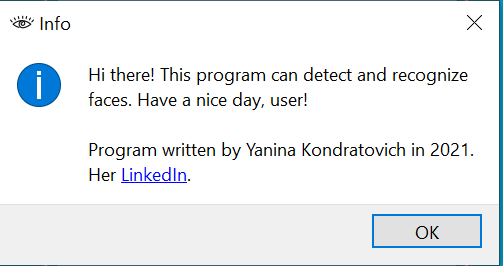 Info
Hi there! This program can detect and recognize
faces. Have a nice day, user!
Program written by Yanina Kondratovich in 2021.
Her LinkedIn.
OK